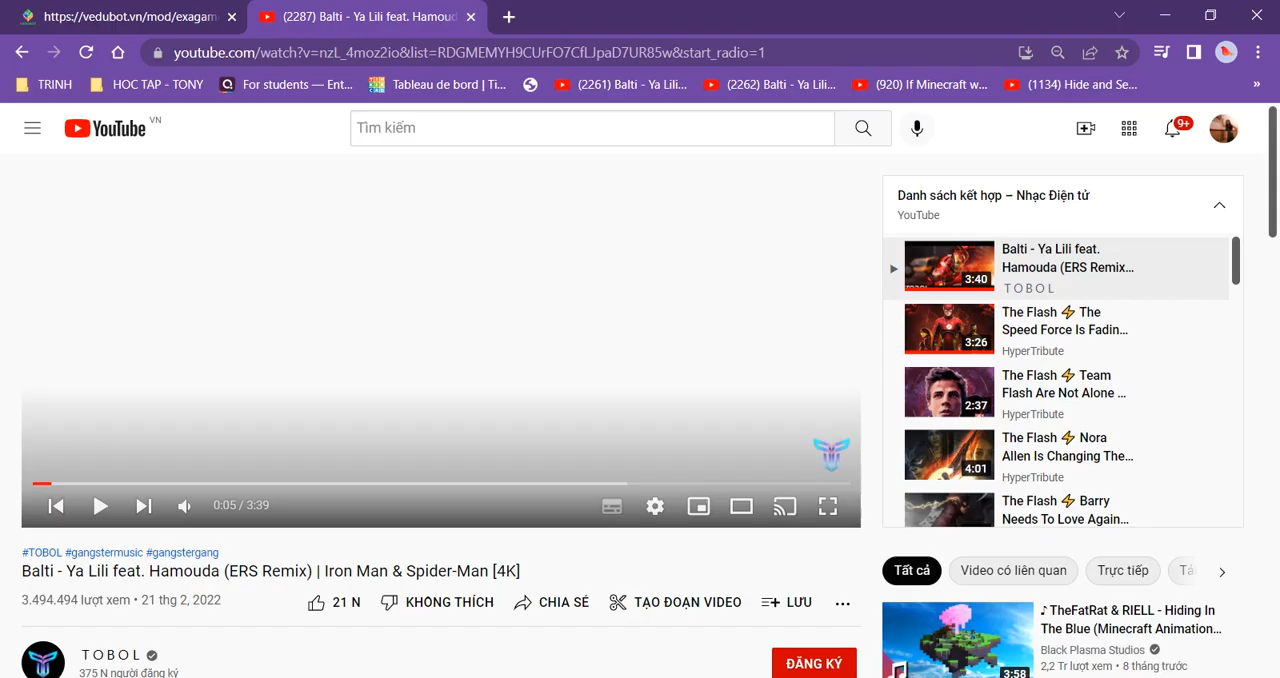 https://vedubot.vn/mod/exagam
(2287) Balti - Ya Lili feat. Hamoud
youtube.com/watch?v=nzL_4moz2io&list=RDGMEMYH9CUrFO7CfLJpaD7UR85w&start_radio=1
TRINH
HOC TAP - TONY
For students — Ent...
Tableau de bord | Ti...
(2261) Balti - Ya Lili...
(2262) Balti - Ya Lili...
(920) If Minecraft w...
(1134) Hide and Se...
»
YouTube VN
Tìm kiếm
9+
Danh sách kết hợp – Nhạc Điện tử
YouTube
Balti - Ya Lili feat.
Hamouda (ERS Remix...
TOBOL
3:40
The Flash ⚡ The
Speed Force Is Fadin...
HyperTribute
3:26
The Flash ⚡ Team
Flash Are Not Alone ...
HyperTribute
2:37
The Flash ⚡ Nora
Allen Is Changing The...
HyperTribute
4:01
The Flash ⚡ Barry
Needs To Love Again...
0:05 / 3:39
#TOBOL #gangstermusic #gangstergang
Balti - Ya Lili feat. Hamouda (ERS Remix) | Iron Man & Spider-Man [4K]
3.494.494 lượt xem • 21 thg 2, 2022
21 N
KHÔNG THÍCH
CHIA SẺ
TẠO ĐOẠN VIDEO
LƯU
TOBOL
375 N người đăng ký
ĐĂNG KÝ
Tất cả
Video có liên quan
Trực tiếp
♪ TheFatRat & RIELL - Hiding In
The Blue (Minecraft Animation...
Black Plasma Studios
2,2 Tr lượt xem • 8 tháng trước
3:58